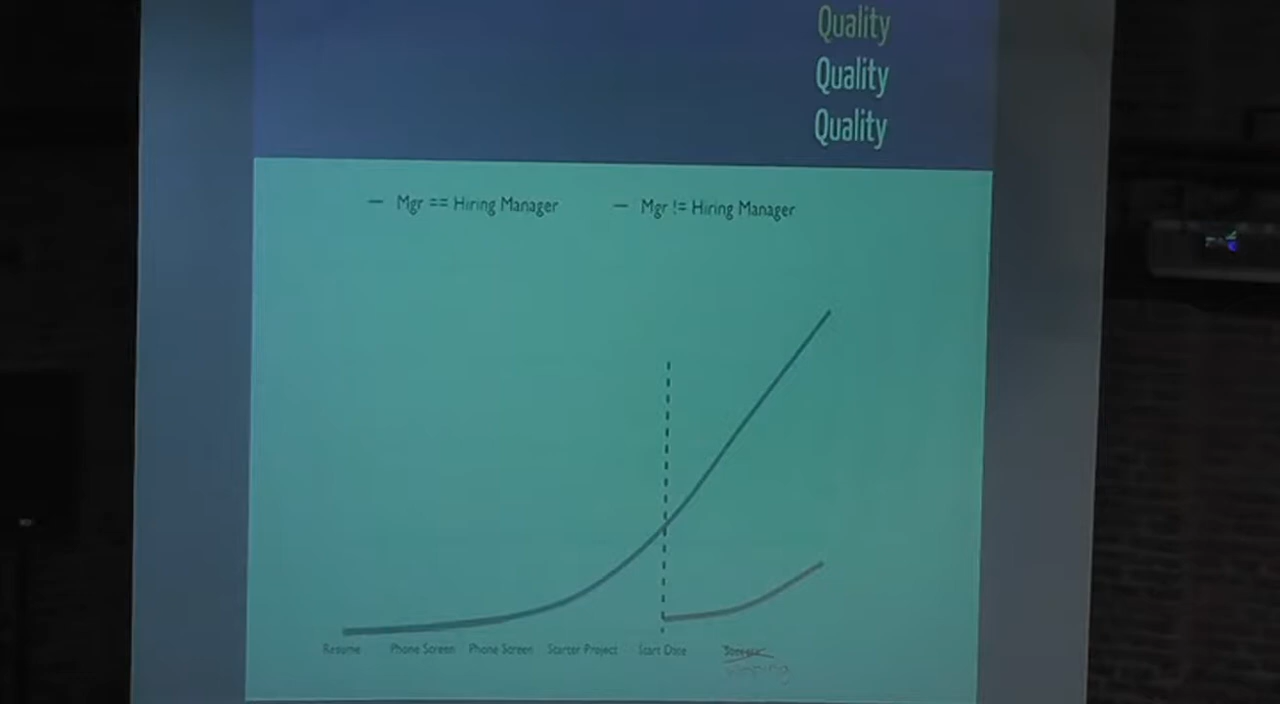 Quality
Quality
Quality
Mgr == Hiring Manager
Mgr != Hiring Manager
Resume
Phone Screen
Phone Screen
Starter Project
Start Date